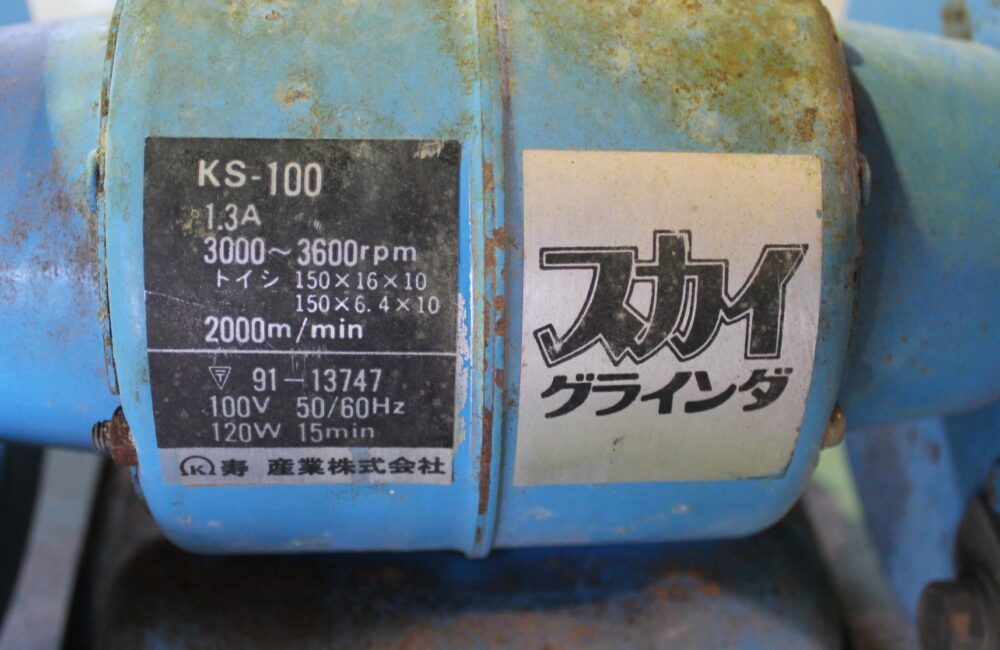 KS-100
1.3A
3000～3600rpm
トイシ 150×16×10
150×6.4×10
2000m/min
〒 91-13747
100V 50/60Hz
120W 15min
K 寿 産業株式会社
スカイ
グラインダ